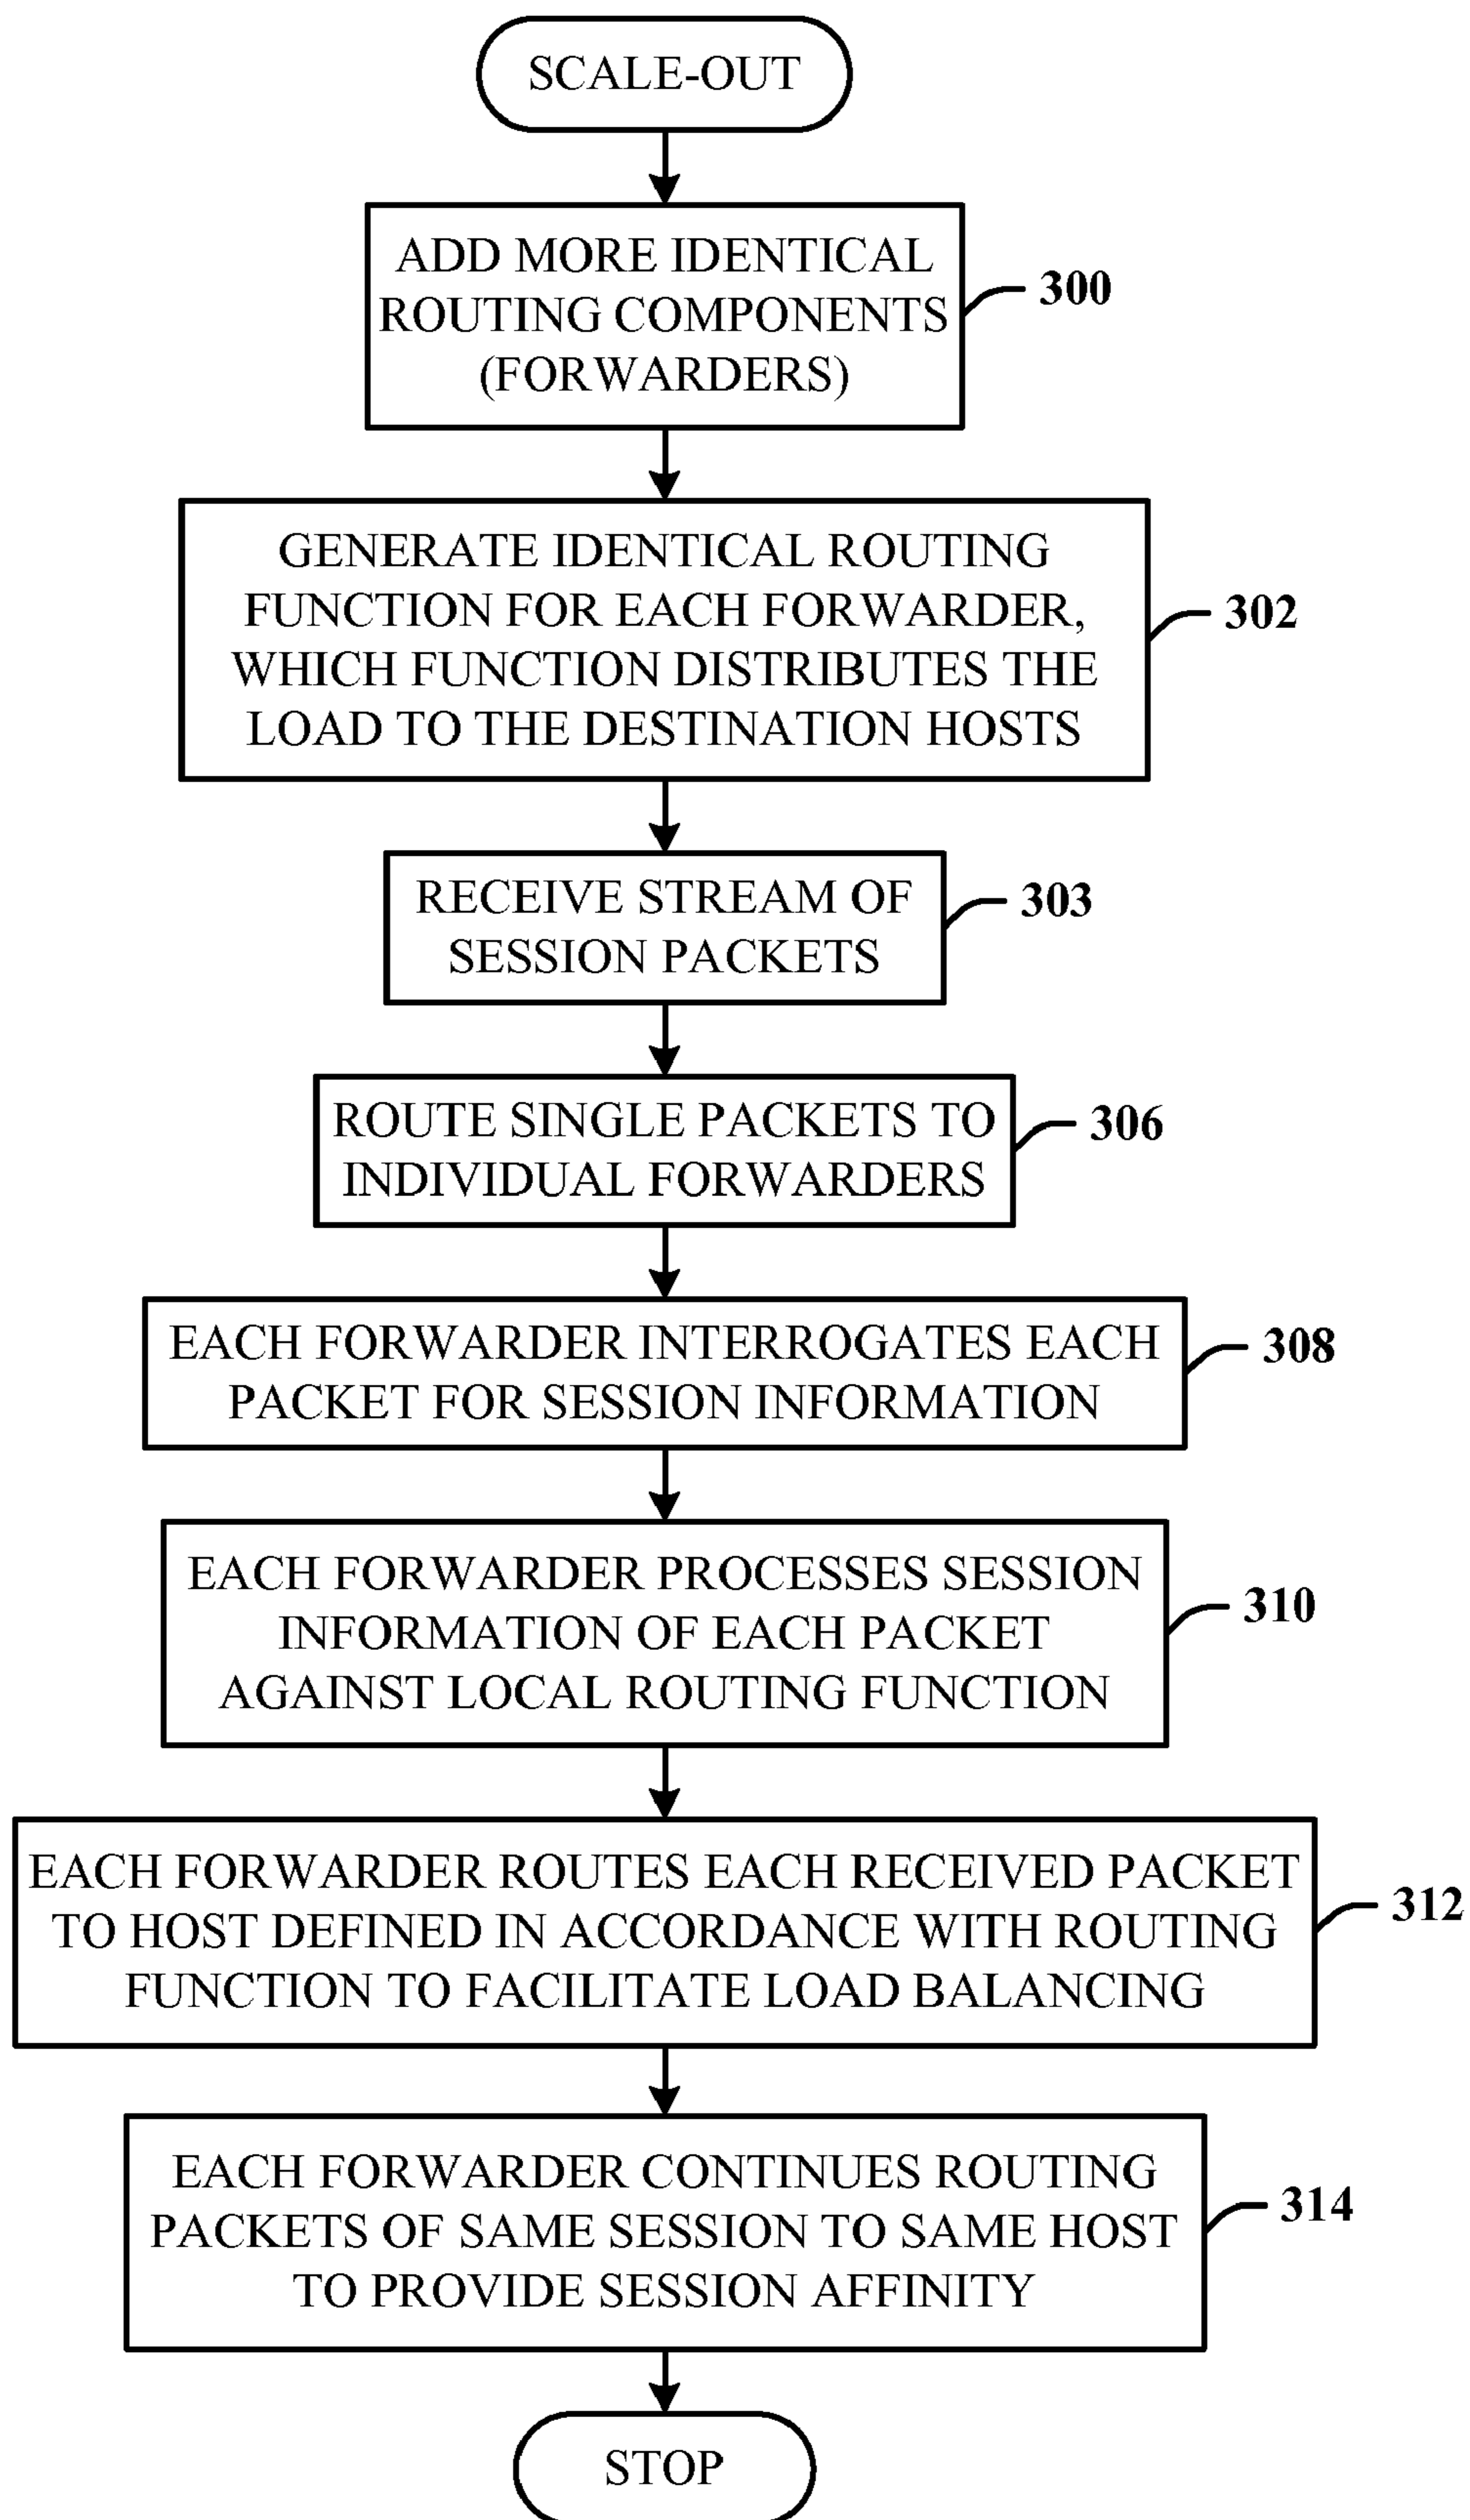 SCALE-OUT
ADD MORE IDENTICAL
ROUTING COMPONENTS
(FORWARDERS)
300
GENERATE IDENTICAL ROUTING
FUNCTION FOR EACH FORWARDER,
WHICH FUNCTION DISTRIBUTES THE
LOAD TO THE DESTINATION HOSTS
302
RECEIVE STREAM OF
SESSION PACKETS
303
ROUTE SINGLE PACKETS TO
INDIVIDUAL FORWARDERS
306
EACH FORWARDER INTERROGATES EACH
PACKET FOR SESSION INFORMATION
308
EACH FORWARDER PROCESSES SESSION
INFORMATION OF EACH PACKET
AGAINST LOCAL ROUTING FUNCTION
310
EACH FORWARDER ROUTES EACH RECEIVED PACKET
TO HOST DEFINED IN ACCORDANCE WITH ROUTING
FUNCTION TO FACILITATE LOAD BALANCING
312
EACH FORWARDER CONTINUES ROUTING
PACKETS OF SAME SESSION TO SAME HOST
TO PROVIDE SESSION AFFINITY
314
STOP